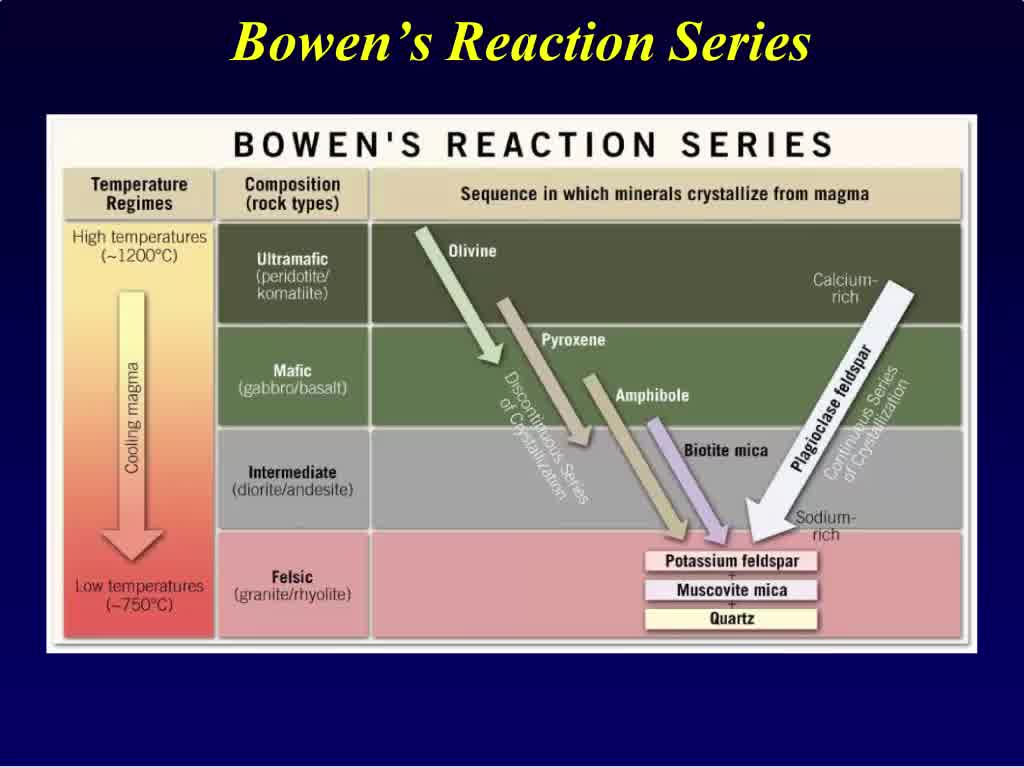 Bowen’s Reaction Series
BOWEN'S REACTION SERIES
Temperature
Regimes
Composition
(rock types)
Sequence in which minerals crystallize from magma
High temperatures
(~1200°C)
Cooling magma
Low temperatures
(~750°C)
Ultramafic
(peridotite/
komatiite)
Mafic
(gabbro/basalt)
Intermediate
(diorite/andesite)
Felsic
(granite/rhyolite)
Olivine
Pyroxene
Amphibole
Biotite mica
Discontinuous Series
of Crystallization
Calcium-
rich
Plagioclase feldspar
Continuous Series
of Crystallization
Sodium-
rich
Potassium feldspar
+
Muscovite mica
+
Quartz